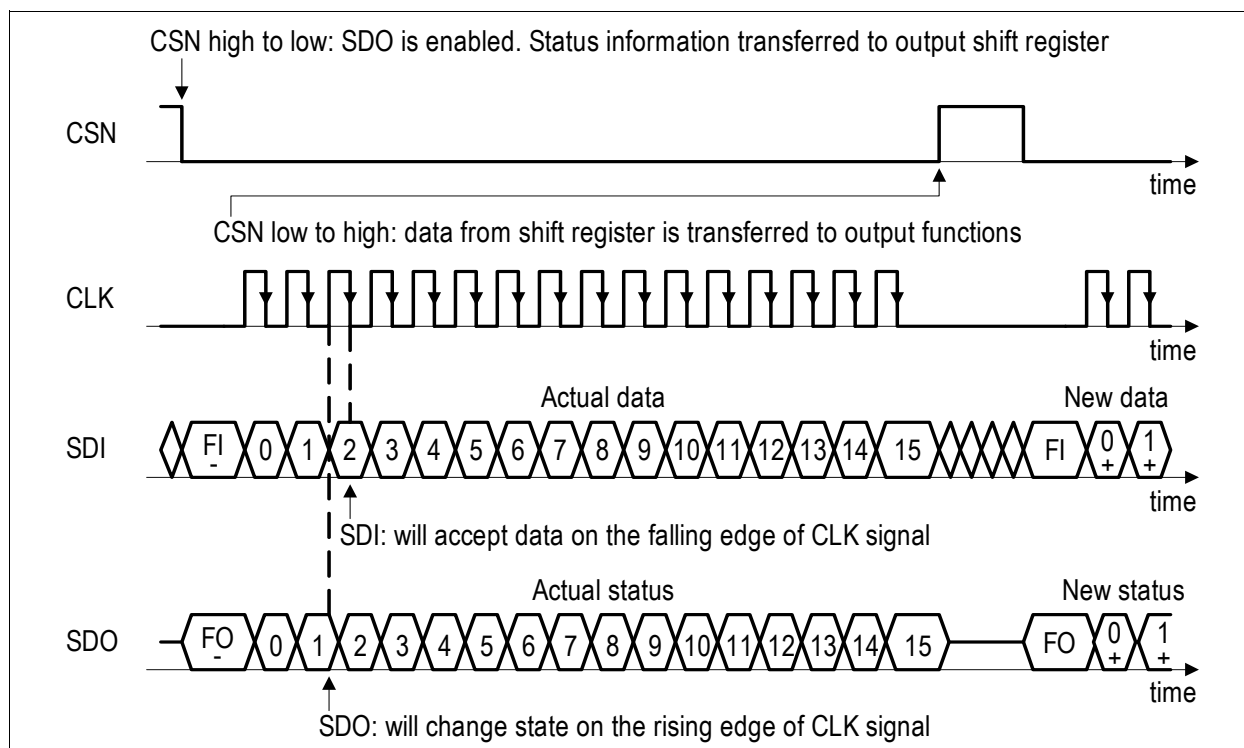 CSN high to low: SDO is enabled. Status information transferred to output shift register
CSN
time
CSN low to high: data from shift register is transferred to output functions
CLK
time
Actual data
New data
SDI
FI - 0 1 2 3 4 5 6 7 8 9 10 11 12 13 14 15 FI 0 + 1 +
time
SDI: will accept data on the falling edge of CLK signal
Actual status
New status
SDO
FO - 0 1 2 3 4 5 6 7 8 9 10 11 12 13 14 15 FO 0 + 1 +
time
SDO: will change state on the rising edge of CLK signal